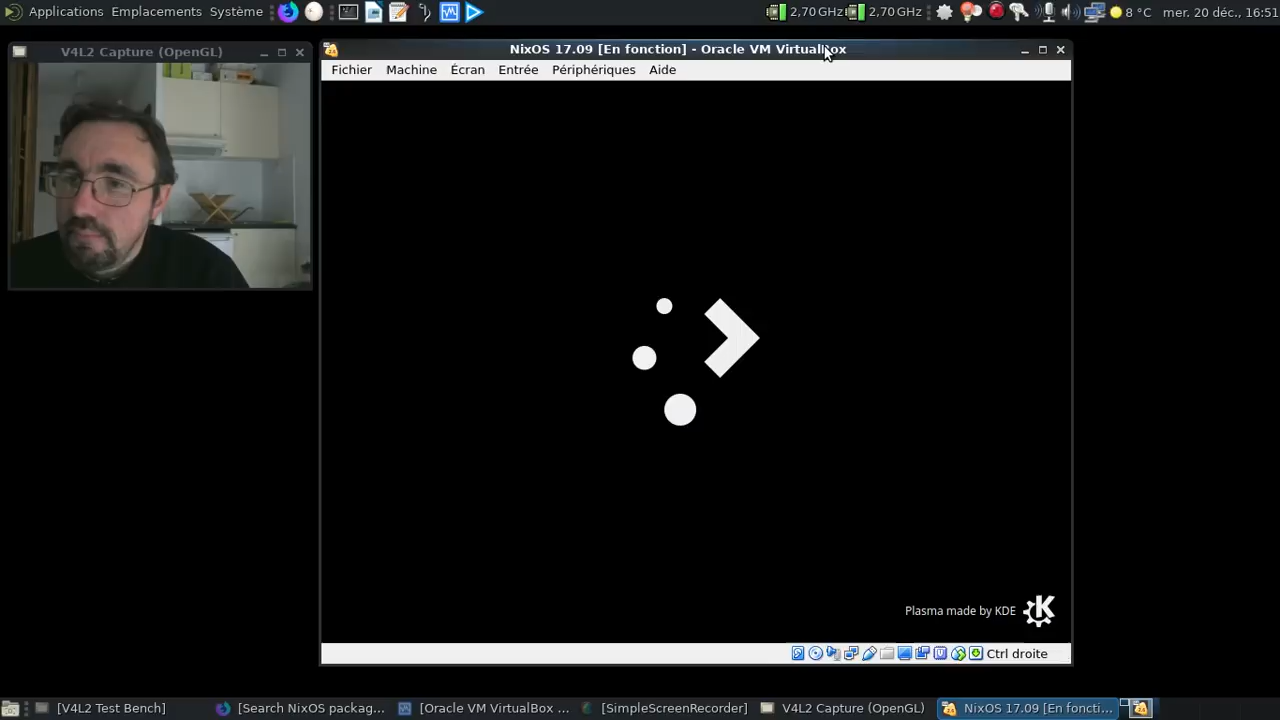 Applications Emplacements Système
2,70 GHz 2,70 GHz 8 °C mer. 20 déc., 16:51
V4L2 Capture (OpenGL)
NixOS 17.09 [En fonction] - Oracle VM VirtualBox
Fichier Machine Écran Entrée Périphériques Aide
Plasma made by KDE
Ctrl droite
[V4L2 Test Bench] [Search NixOS packag... [Oracle VM VirtualBox ... [SimpleScreenRecorder] V4L2 Capture (OpenGL) NixOS 17.09 [En foncti...